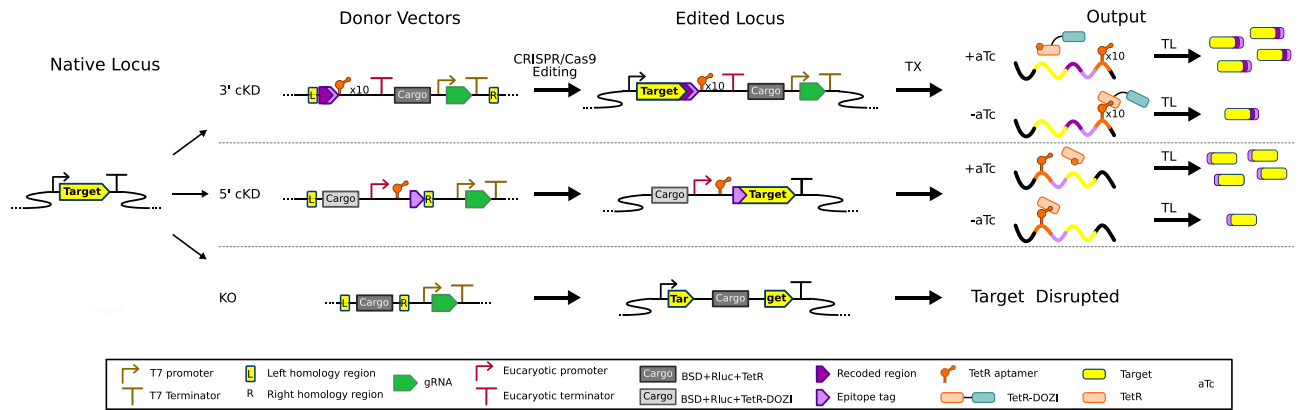 Donor Vectors
Edited Locus
Output
Native Locus
CRISPR/Cas9
Editing
TX
3' cKD
L
x10
Cargo
R
Target
x10
Cargo
+aTc
x10
TL
-aTc
x10
TL
Target
5' cKD
L
Cargo
R
Cargo
Target
+aTc
TL
-aTc
TL
KO
L
Cargo
R
Tar
Cargo
get
Target Disrupted
T7 promoter
T7 Terminator
L Left homology region
R Right homology region
gRNA
Eucaryotic promoter
Eucaryotic terminator
Cargo BSD+Rluc+TetR
Cargo BSD+Rluc+TetR-DOZI
Recoded region
Epitope tag
TetR aptamer
TetR-DOZI
Target
TetR
aTc